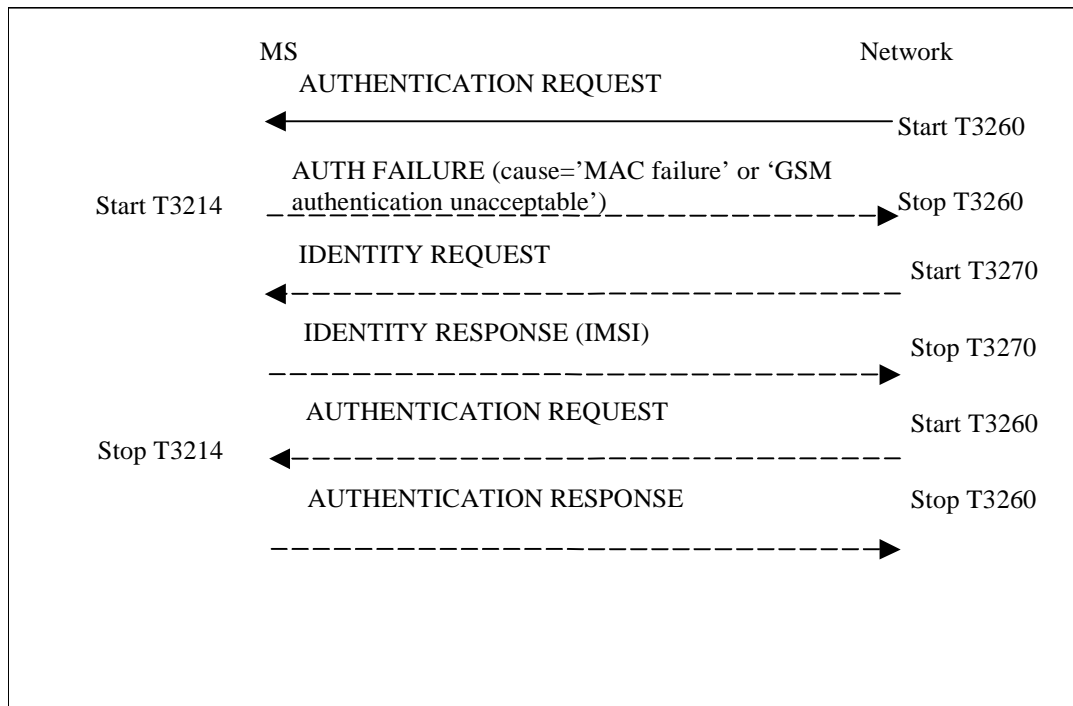 MS
Network
AUTHENTICATION REQUEST
Start T3260
AUTH FAILURE (cause=’MAC failure’ or ‘GSM
authentication unacceptable’)
Start T3214
Stop T3260
IDENTITY REQUEST
Start T3270
IDENTITY RESPONSE (IMSI)
Stop T3270
AUTHENTICATION REQUEST
Start T3260
Stop T3214
AUTHENTICATION RESPONSE
Stop T3260